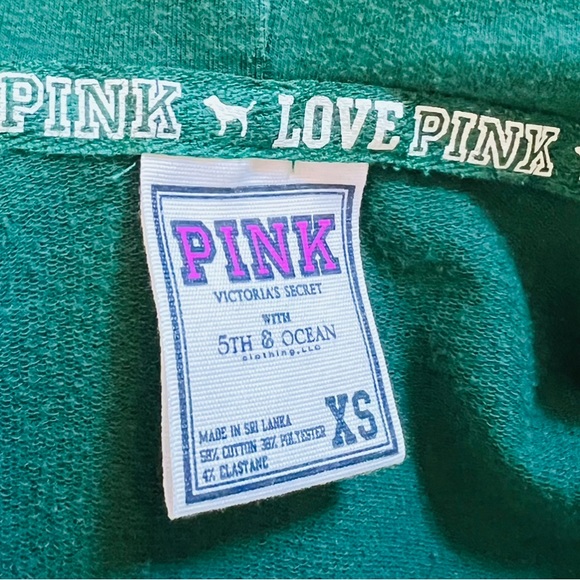 PINK LOVE PINK
PINK
VICTORIA'S SECRET
WITH
5TH & OCEAN
clothing, LLC
XS
MADE IN SRI LANKA
58% COTTON 38% POLYESTER
4% ELASTANE